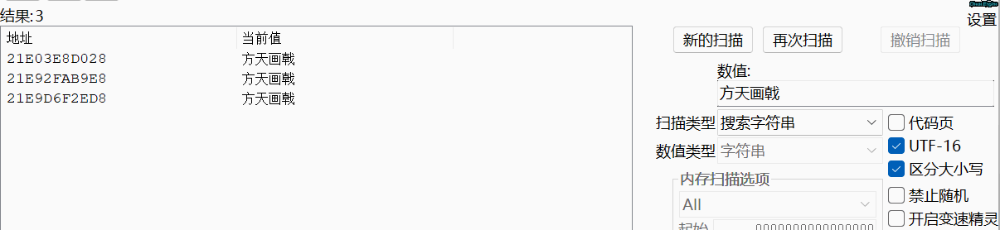 结果:3
设置
地址 当前值
21E03E8D028 方天画戟
21E92FAB9E8 方天画戟
21E9D6F2ED8 方天画戟
新的扫描 再次扫描 撤销扫描
数值:
方天画戟
扫描类型 搜索字符串
数值类型 字符串
代码页
UTF-16
区分大小写
内存扫描选项
All
禁止随机
开启变速精灵
起始 0000000000000000